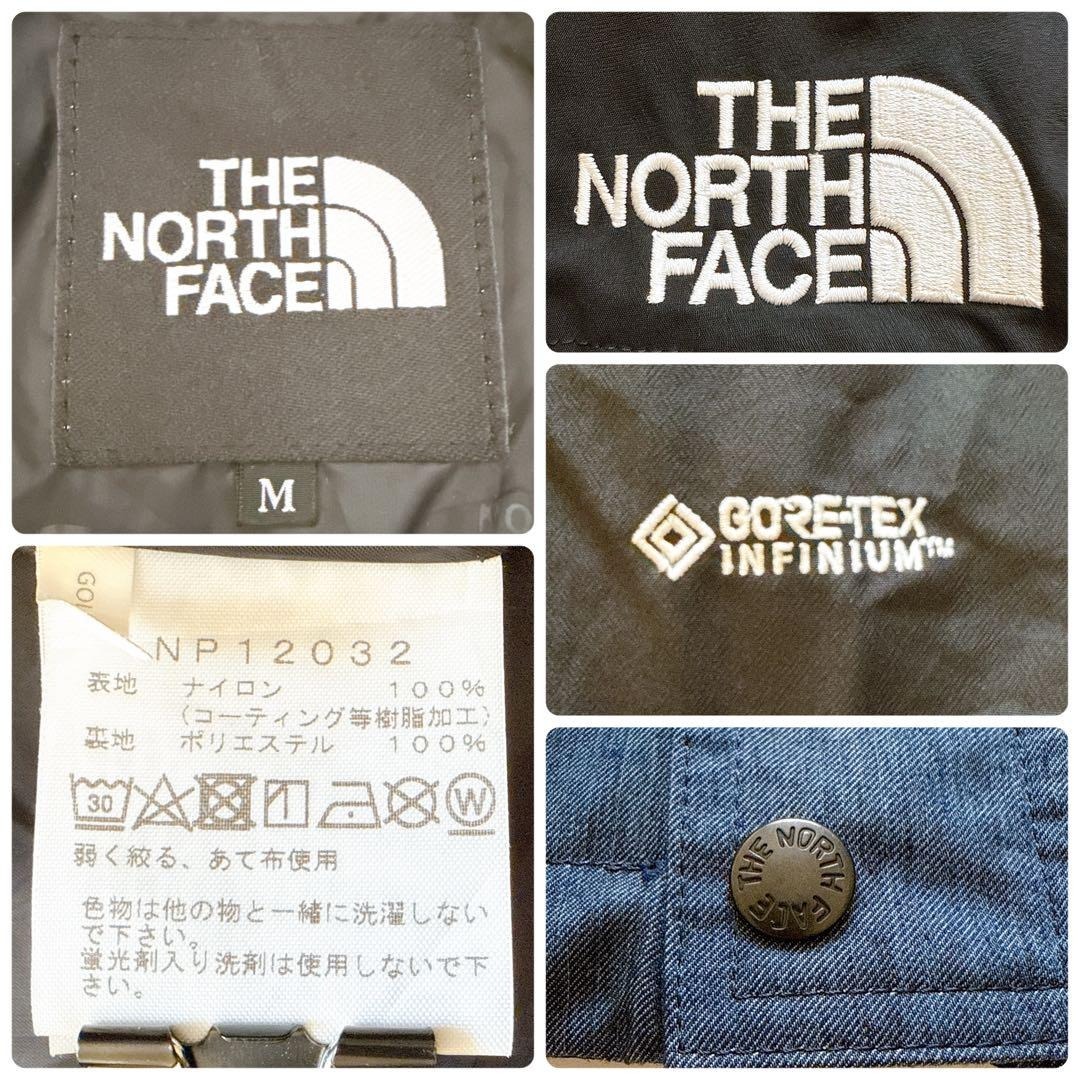 THE
NORTH
FACE
M
THE
NORTH
FACE
GORE-TEX
INFINIUM™
NP12032
表地 ナイロン 100%
(コーティング等樹脂加工)
裏地 ポリエステル 100%
30 W
弱く絞る、あて布使用
色物は他の物と一緒に洗濯しない
で下さい。
蛍光剤入り洗剤は使用しないで下
さい。
THE NORTH FACE